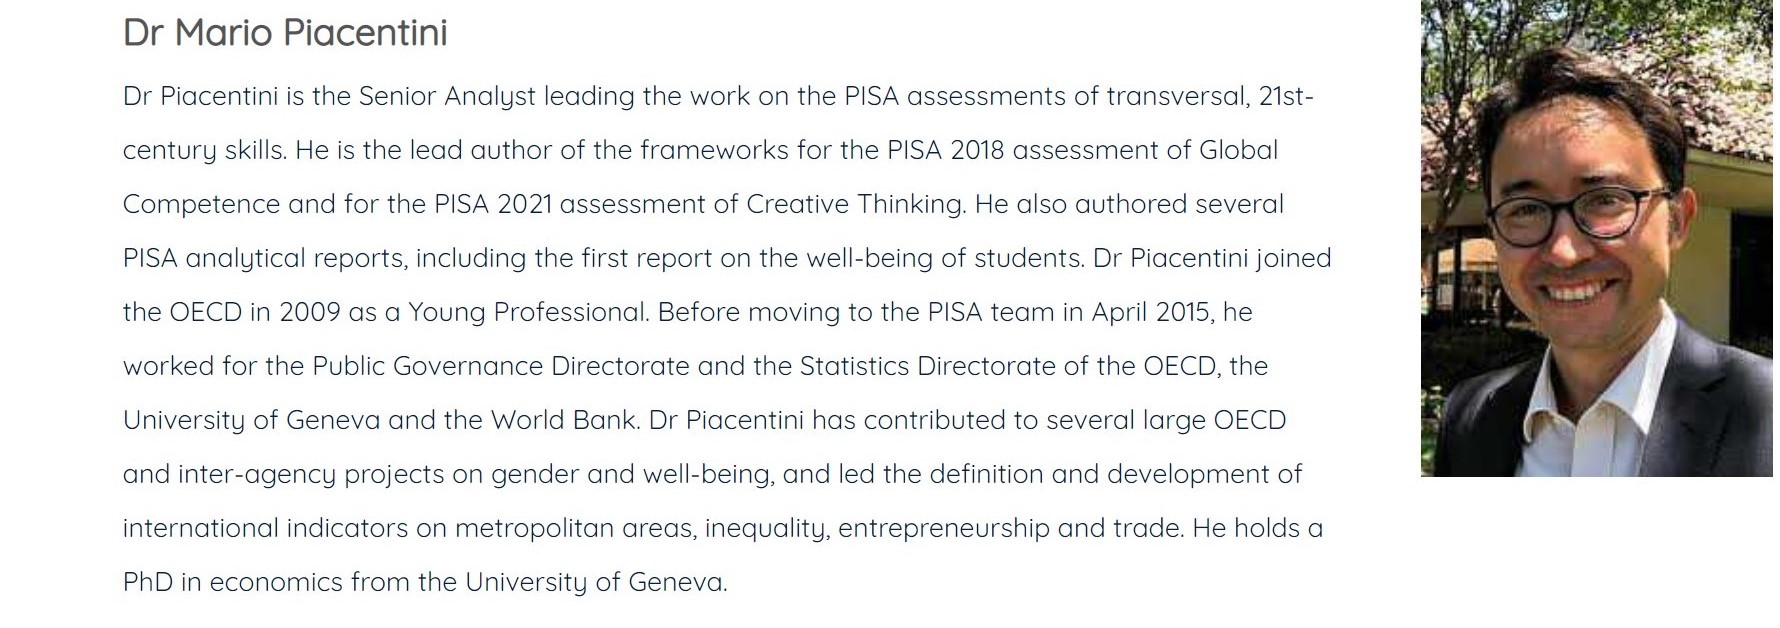 Dr Mario Piacentini
Dr Piacentini is the Senior Analyst leading the work on the PISA assessments of transversal, 21st-
century skills. He is the lead author of the frameworks for the PISA 2018 assessment of Global
Competence and for the PISA 2021 assessment of Creative Thinking. He also authored several
PISA analytical reports, including the first report on the well-being of students. Dr Piacentini joined
the OECD in 2009 as a Young Professional. Before moving to the PISA team in April 2015, he
worked for the Public Governance Directorate and the Statistics Directorate of the OECD, the
University of Geneva and the World Bank. Dr Piacentini has contributed to several large OECD
and inter-agency projects on gender and well-being, and led the definition and development of
international indicators on metropolitan areas, inequality, entrepreneurship and trade. He holds a
PhD in economics from the University of Geneva.